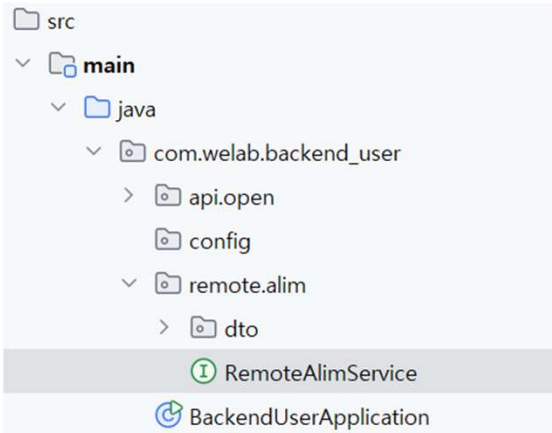 src
main
java
com.welab.backend_user
api.open
config
remote.alim
dto
RemoteAlimService
BackendUserApplication